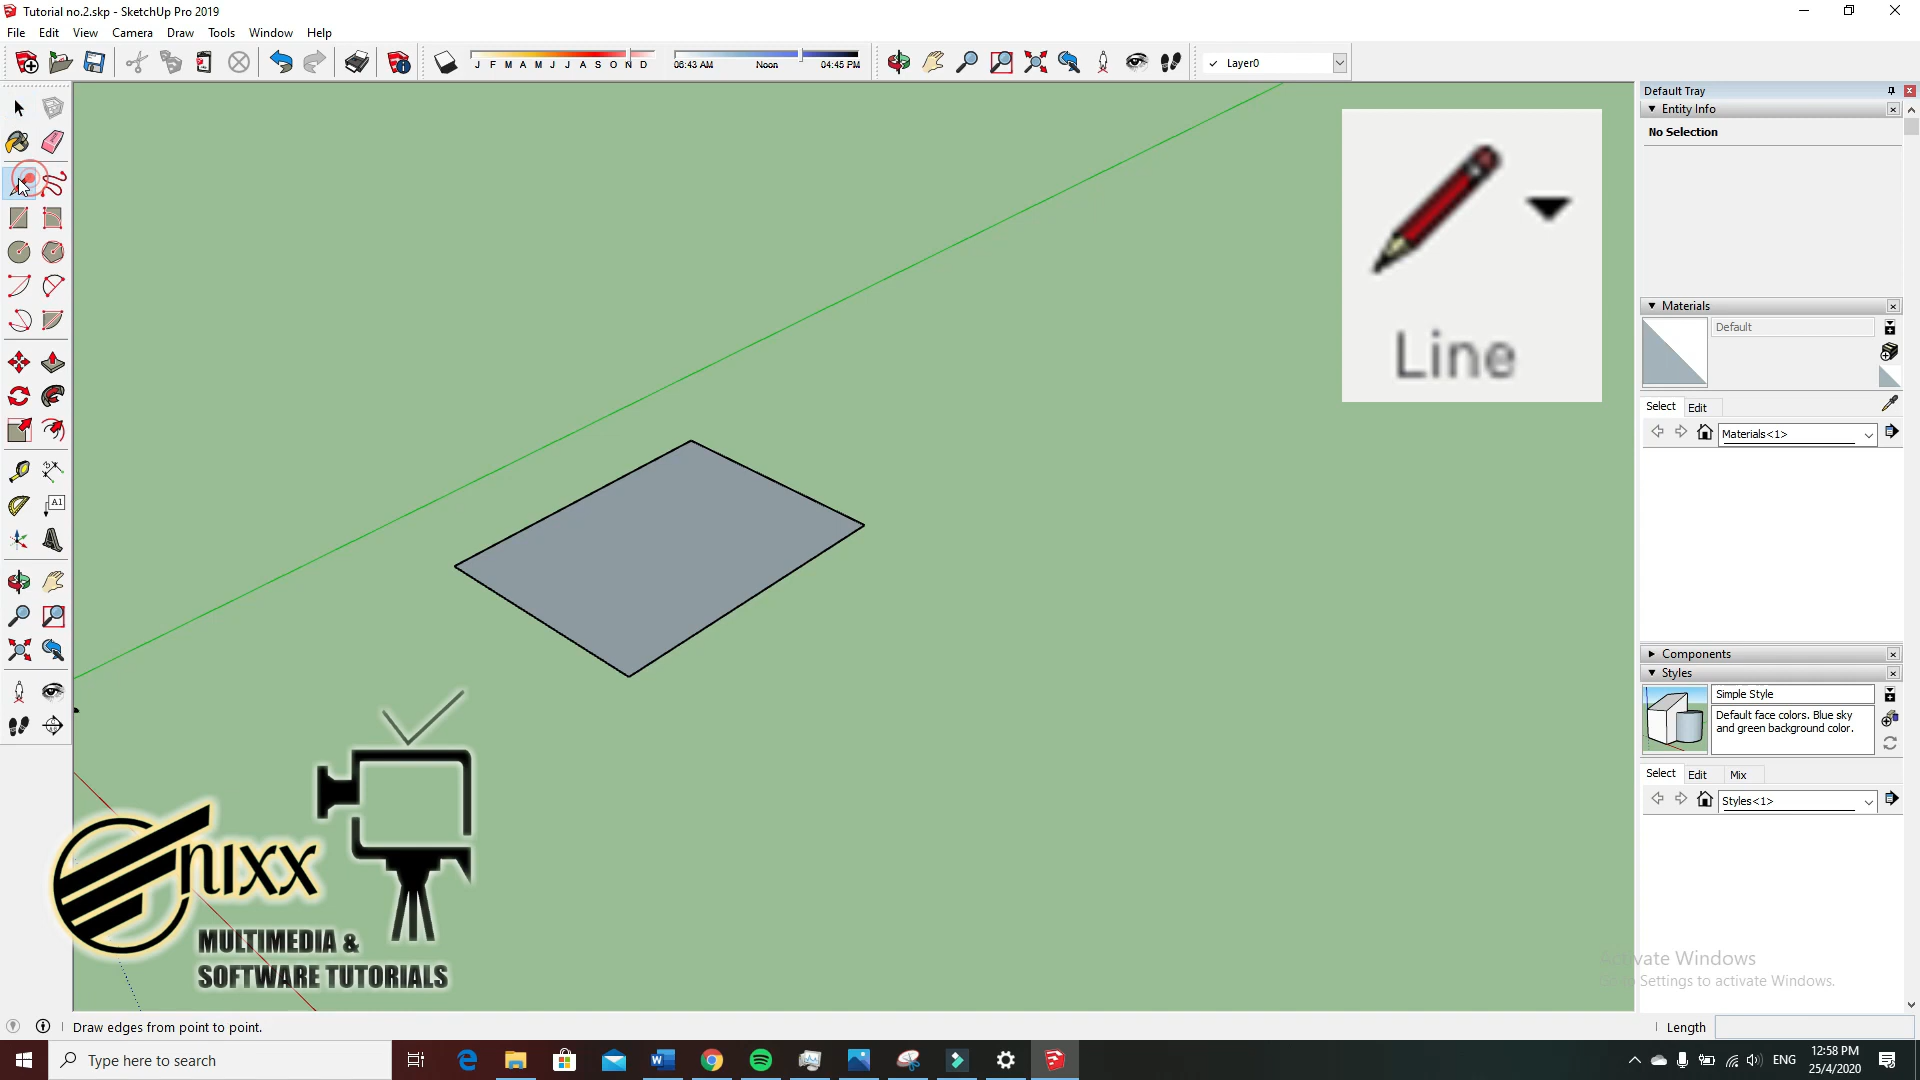 Tutorial no.2.skp - SketchUp Pro 2019
File Edit View Camera Draw Tools Window Help
J F M A M J J A S O N D
06:43 AM Noon 04:45 PM
Layer0
Default Tray
Entity Info
No Selection
Line
Materials
Default
Select Edit
Materials<1>
A1
Components
Styles
Simple Style
Default face colors. Blue sky
and green background color.
Select Edit Mix
Styles<1>
nixx
MULTIMEDIA &
SOFTWARE TUTORIALS
Activate Windows
Go to Settings to activate Windows.
Draw edges from point to point.
Length
Type here to search
ENG
12:58 PM
25/4/2020